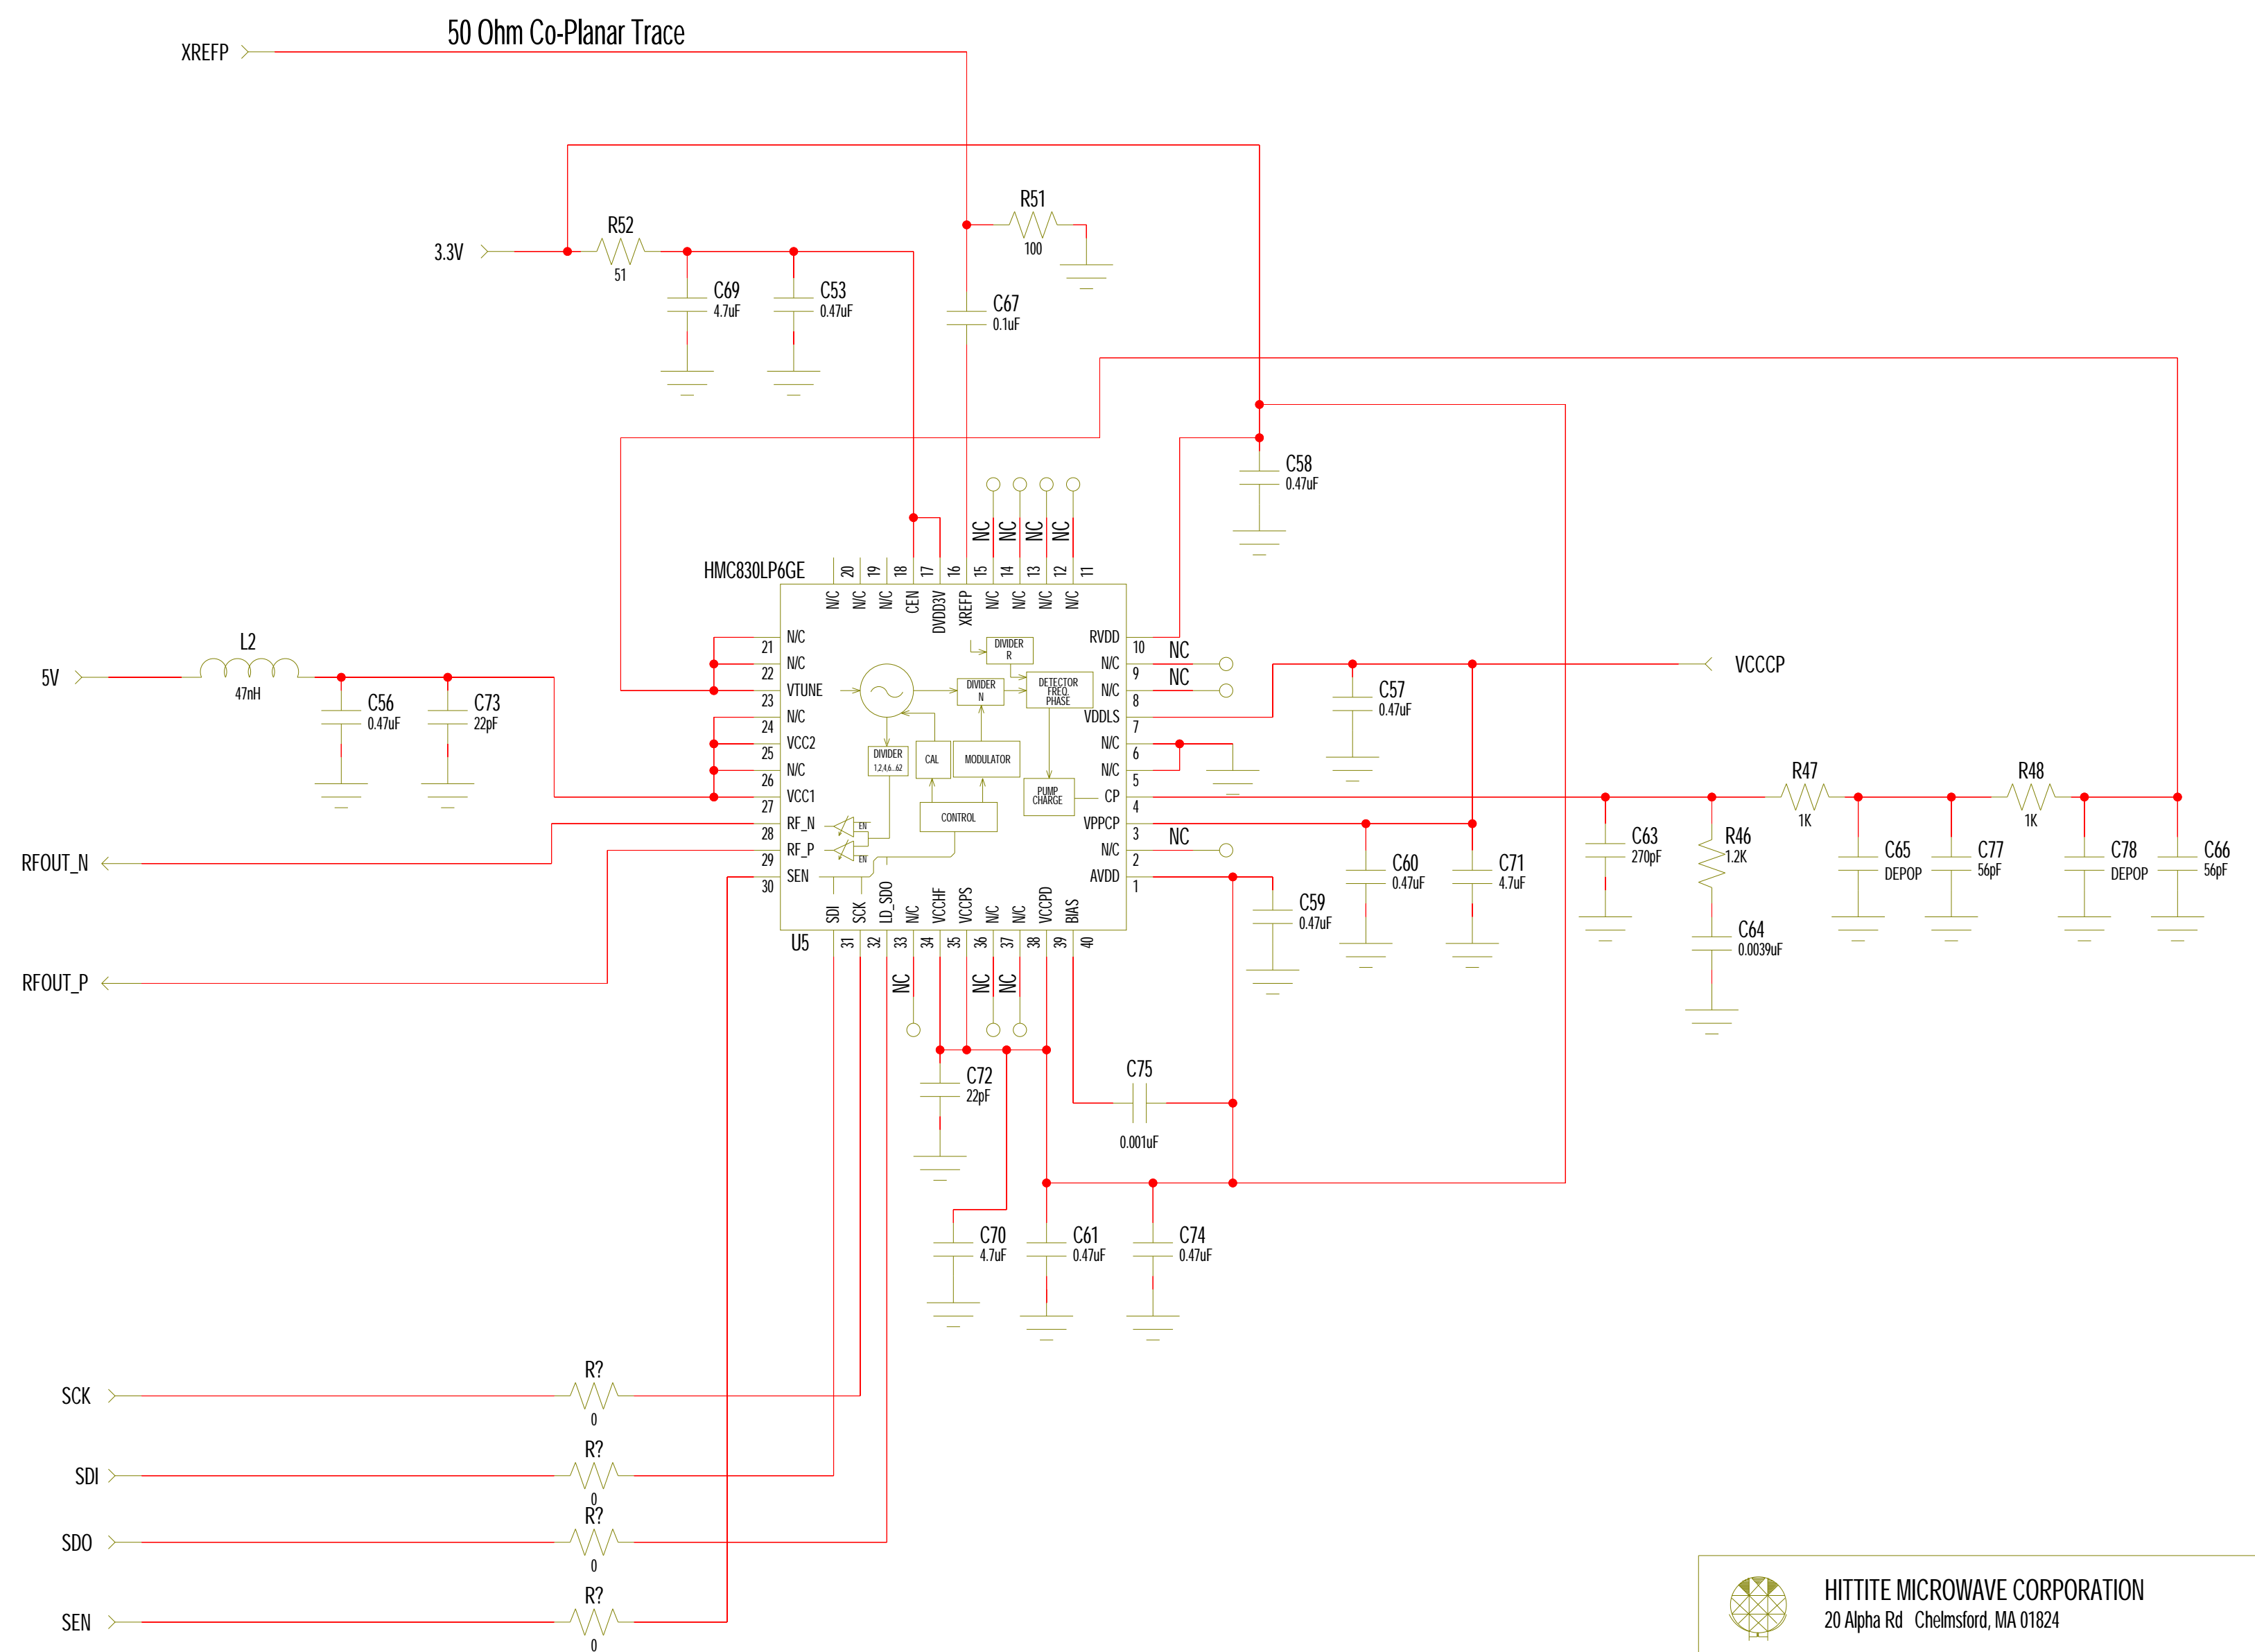 50 Ohm Co-Planar Trace
XREFP
R51
100
R52
51
3.3V
C69
4.7uF
C53
0.47uF
C67
0.1uF
C58
0.47uF
NC
NC
NC
NC
HMC830LP6GE
20
19
18
17
16
15
14
13
12
11
N/C
N/C
N/C
CEN
DVDD3V
XREFP
N/C
N/C
N/C
N/C
L2
47nH
5V
C56
0.47uF
C73
22pF
21
N/C
22
N/C
23
VTUNE
24
N/C
25
VCC2
26
N/C
27
VCC1
28
RF_N
29
RF_P
30
SEN
DIVIDER
R
DIVIDER
N
DETECTOR
FREQ.
PHASE
DIVIDER
1,2,4,6...62
CAL
MODULATOR
PUMP
CHARGE
CONTROL
EN
EN
RVDD
10
N/C
9
N/C
8
VDDLS
7
N/C
6
N/C
5
CP
4
VPPCP
3
N/C
2
AVDD
1
NC
NC
NC
VCCCP
C57
0.47uF
C60
0.47uF
C71
4.7uF
C59
0.47uF
R47
1K
R48
1K
C63
270pF
R46
1.2K
C65
DEPOP
C77
56pF
C78
DEPOP
C66
56pF
C64
0.0039uF
RFOUT_N
RFOUT_P
SDI
SCK
LD_SDO
N/C
VCCHF
VCCPS
N/C
N/C
VCCPD
BIAS
U5
31
32
33
34
35
36
37
38
39
40
NC
NC
NC
C72
22pF
C75
0.001uF
C70
4.7uF
C61
0.47uF
C74
0.47uF
SCK
R?
0
SDI
R?
0
SDO
R?
0
SEN
R?
0
HITTITE MICROWAVE CORPORATION
20 Alpha Rd Chelmsford, MA 01824